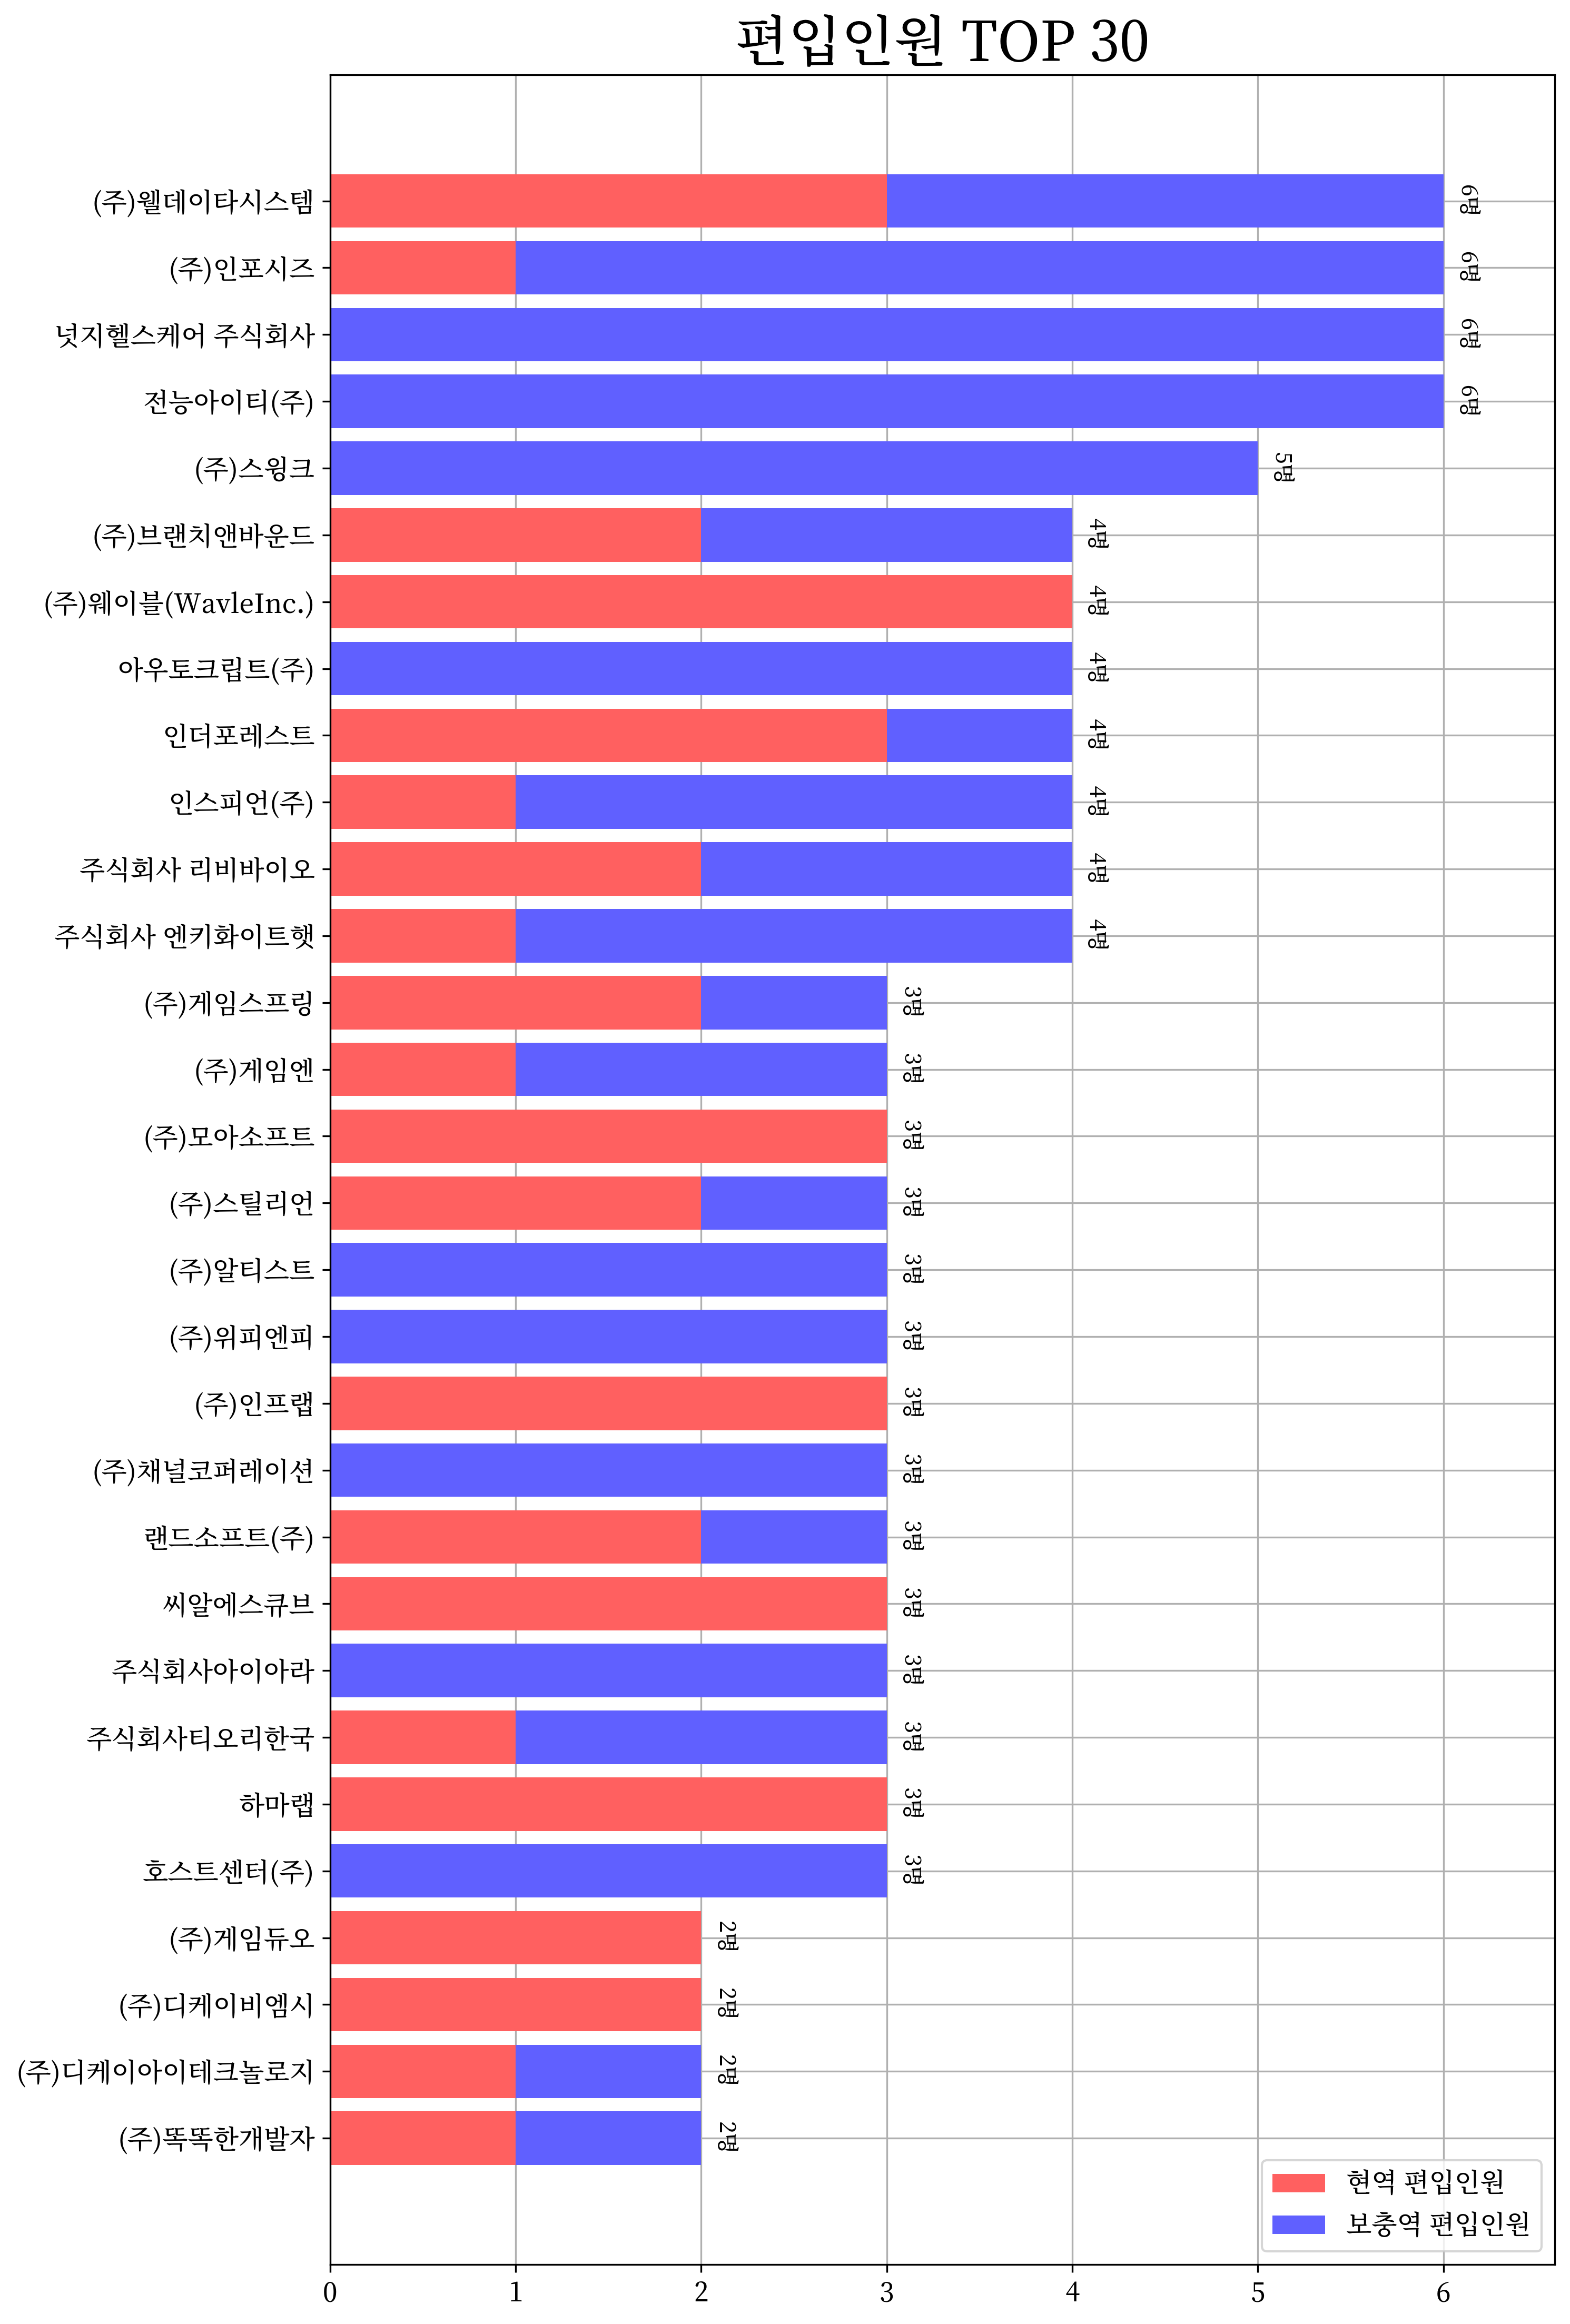 편입인원 TOP 30
(주)웰데이타시스템 6명
(주)인포시즈 6명
넛지헬스케어 주식회사 6명
전능아이티(주) 6명
(주)스윙크 5명
(주)브랜치앤바운드 4명
(주)웨이블(WavleInc.) 4명
아우토크립트(주) 4명
인더포레스트 4명
인스피언(주) 4명
주식회사 리비바이오 4명
주식회사 엔키화이트햇 4명
(주)게임스프링 3명
(주)게임엔 3명
(주)모아소프트 3명
(주)스틸리언 3명
(주)알티스트 3명
(주)위피엔피 3명
(주)인프랩 3명
(주)채널코퍼레이션 3명
랜드소프트(주) 3명
씨알에스큐브 3명
주식회사아이아라 3명
주식회사티오리한국 3명
하마랩 3명
호스트센터(주) 3명
(주)게임듀오 2명
(주)디케이비엠시 2명
(주)디케이아이테크놀로지 2명
(주)똑똑한개발자 2명
현역 편입인원
보충역 편입인원
0 1 2 3 4 5 6